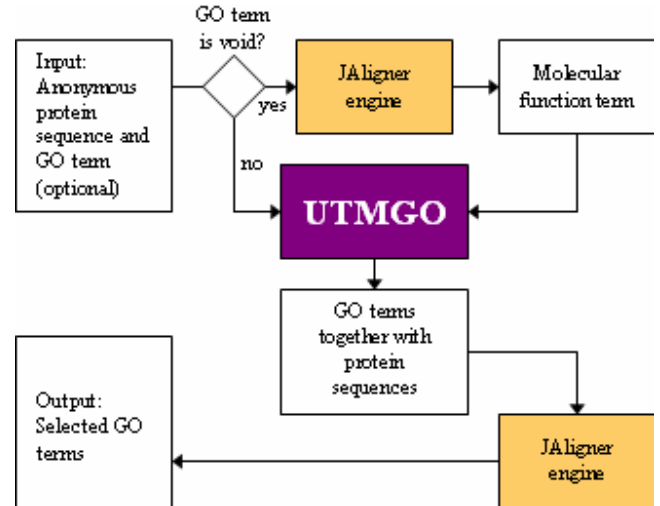 GO term
is void?
Input:
Anonymous
protein
sequence and
GO term
(optional)
yes
no
JAligner
engine
Molecular
function term
UTMGO
GO terms
together with
protein
sequences
JAligner
engine
Output:
Selected GO
terms